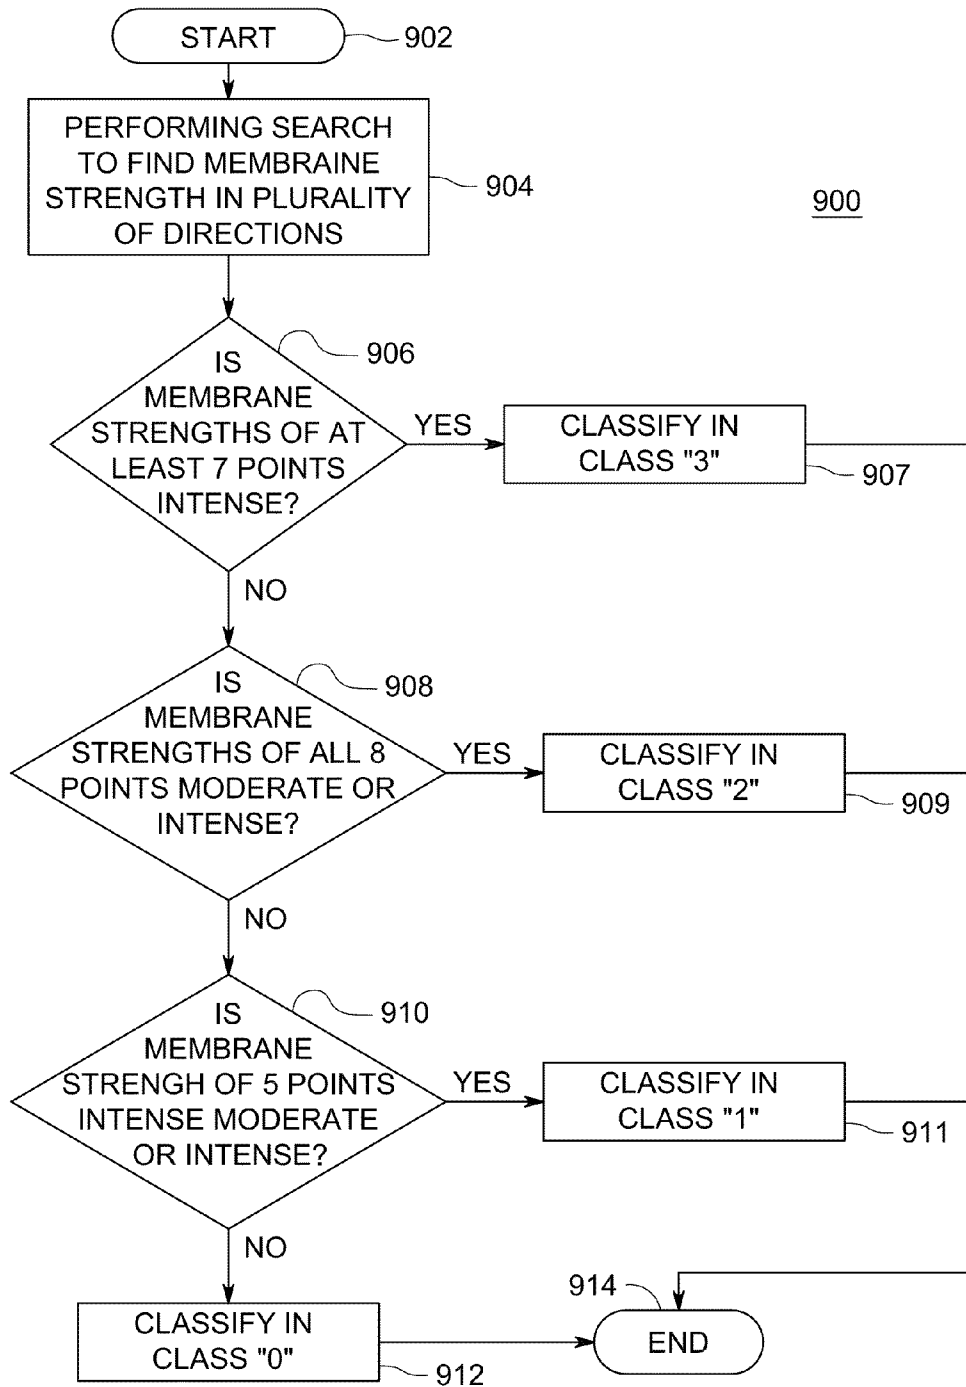 START
902
PERFORMING SEARCH
TO FIND MEMBRAINE
STRENGTH IN PLURALITY
OF DIRECTIONS
904
900
IS
MEMBRANE
STRENGTHS OF AT
LEAST 7 POINTS
INTENSE?
906
YES
CLASSIFY IN
CLASS "3"
907
NO
IS
MEMBRANE
STRENGTHS OF ALL 8
POINTS MODERATE OR
INTENSE?
908
YES
CLASSIFY IN
CLASS "2"
909
NO
IS
MEMBRANE
STRENGH OF 5 POINTS
INTENSE MODERATE
OR INTENSE?
910
YES
CLASSIFY IN
CLASS "1"
911
NO
CLASSIFY IN
CLASS "0"
912
914
END